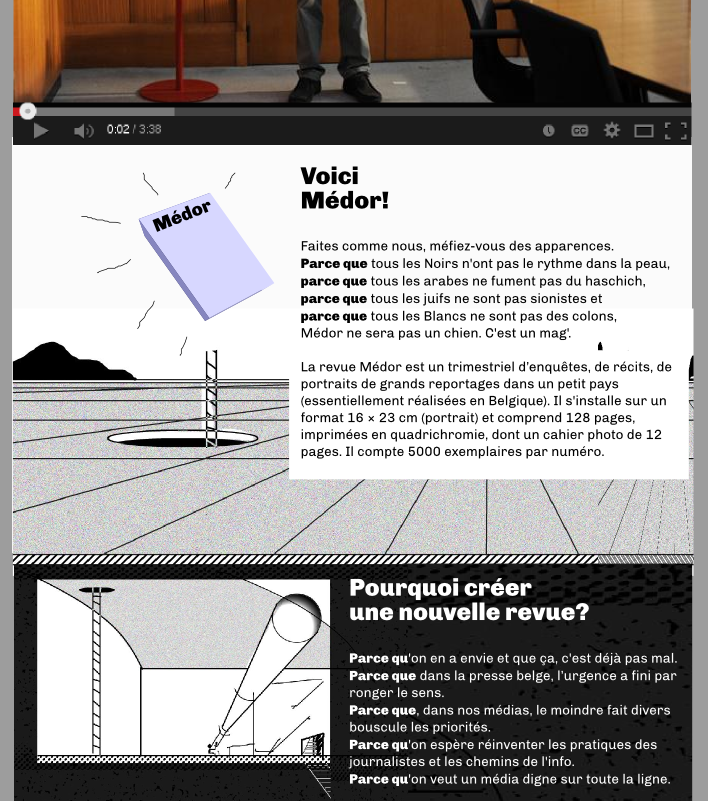 0:02 / 3:38
CC
Médor
Voici
Médor!
Faites comme nous, méfiez-vous des apparences.
Parce que tous les Noirs n'ont pas le rythme dans la peau,
parce que tous les arabes ne fument pas du haschich,
parce que tous les juifs ne sont pas sionistes et
parce que tous les Blancs ne sont pas des colons,
Médor ne sera pas un chien. C'est un mag'.
La revue Médor est un trimestriel d'enquêtes, de récits, de
portraits de grands reportages dans un petit pays
(essentiellement réalisées en Belgique). Il s'installe sur un
format 16 × 23 cm (portrait) et comprend 128 pages,
imprimées en quadrichromie, dont un cahier photo de 12
pages. Il compte 5000 exemplaires par numéro.
Pourquoi créer
une nouvelle revue?
Parce qu'on en a envie et que ça, c'est déjà pas mal.
Parce que dans la presse belge, l'urgence a fini par
ronger le sens.
Parce que, dans nos médias, le moindre fait divers
bouscule les priorités.
Parce qu'on espère réinventer les pratiques des
journalistes et les chemins de l'info.
Parce qu'on veut un média digne sur toute la ligne.